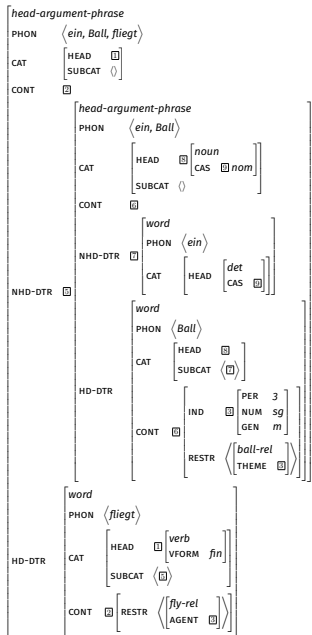 head-argument-phrase
PHON ⟨ein, Ball, fliegt⟩
CAT HEAD 1
SUBCAT ⟨⟩
CONT 2
head-argument-phrase
PHON ⟨ein, Ball⟩
CAT HEAD 8 noun
CAS 9 nom
SUBCAT ⟨⟩
CONT 6
word
PHON ⟨ein⟩
NHD-DTR 7
CAT HEAD det
CAS 9
NHD-DTR 5
word
PHON ⟨Ball⟩
CAT HEAD 8
SUBCAT ⟨7⟩
HD-DTR
PER 3
IND 3 NUM sg
GEN m
CONT 6
RESTR ⟨ball-rel
THEME 3⟩
word
PHON ⟨fliegt⟩
HEAD 1 verb
CAT VFORM fin
HD-DTR
SUBCAT ⟨5⟩
CONT 2 RESTR ⟨fly-rel
AGENT 3⟩